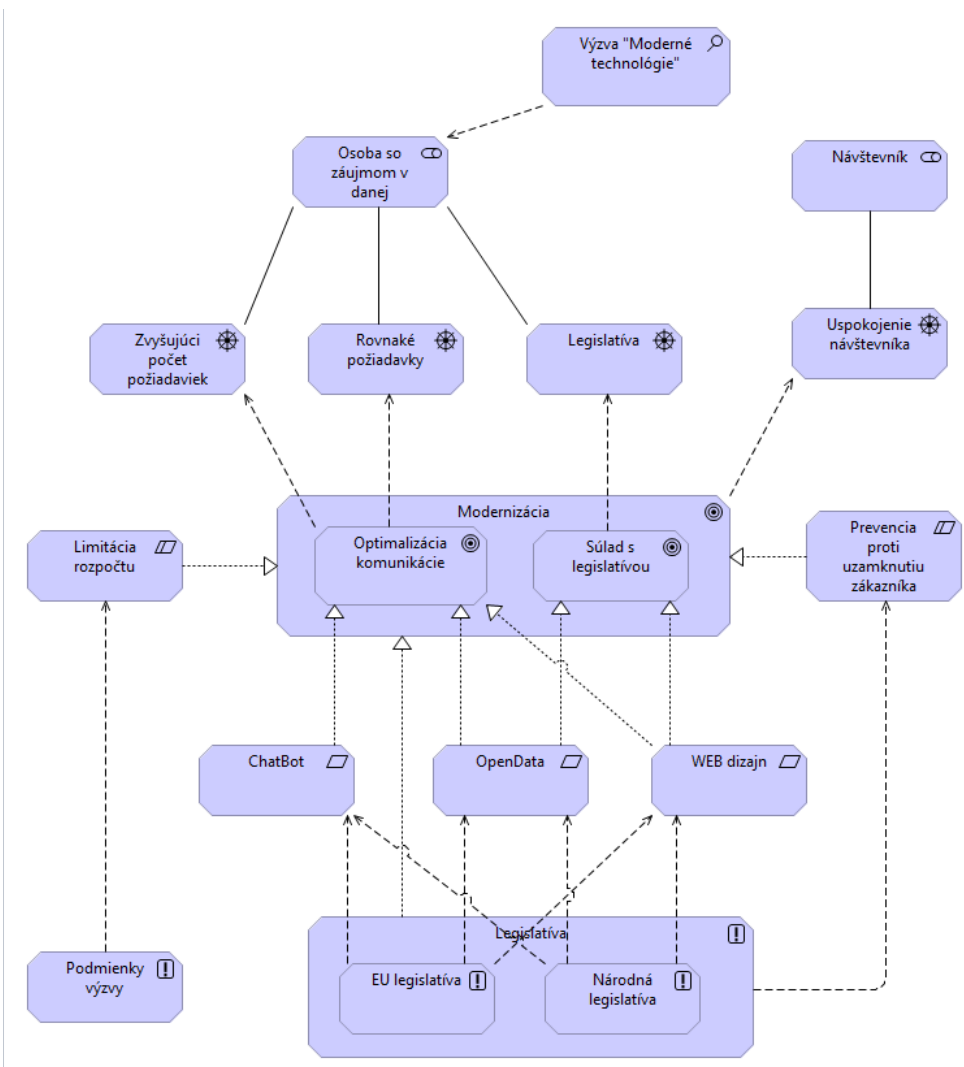 Výzva "Moderné
technológie"
Osoba so
záujmom v
danej
Návštevník
Zvyšujúci
počet
požiadaviek
Rovnaké
požiadavky
Legislatíva
Uspokojenie
návštevníka
Modernizácia
Optimalizácia
komunikácie
Súlad s
legislatívou
Limitácia
rozpočtu
Prevencia
proti
uzamknutiu
zákazníka
ChatBot
OpenData
WEB dizajn
Legislatíva
Podmienky
výzvy
EU legislatíva
Národná
legislatíva